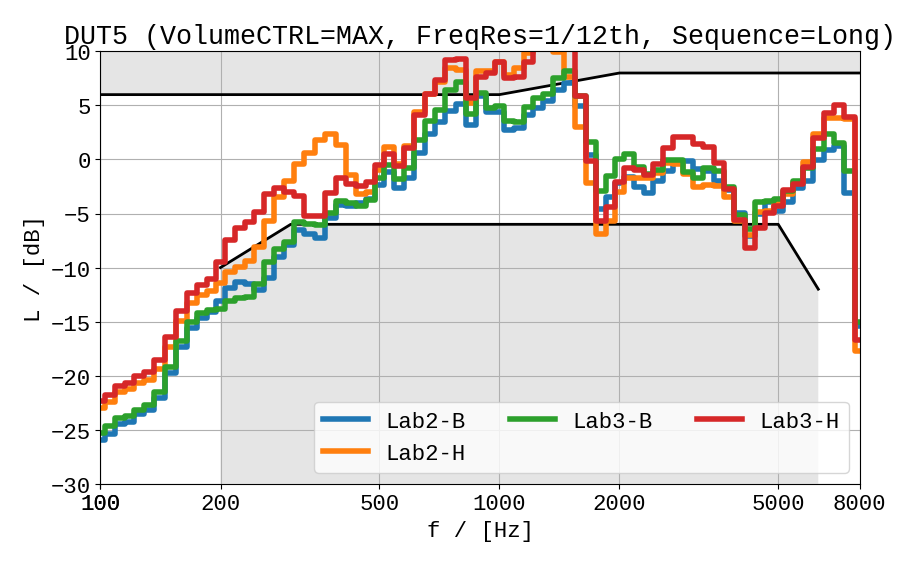 DUT5 (VolumeCTRL=MAX, FreqRes=1/12th, Sequence=Long)
10
5
0
−5
−10
−15
−20
−25
−30
L / [dB]
Lab2-B
Lab3-B
Lab3-H
Lab2-H
100
200
500
1000
2000
5000
8000
f / [Hz]